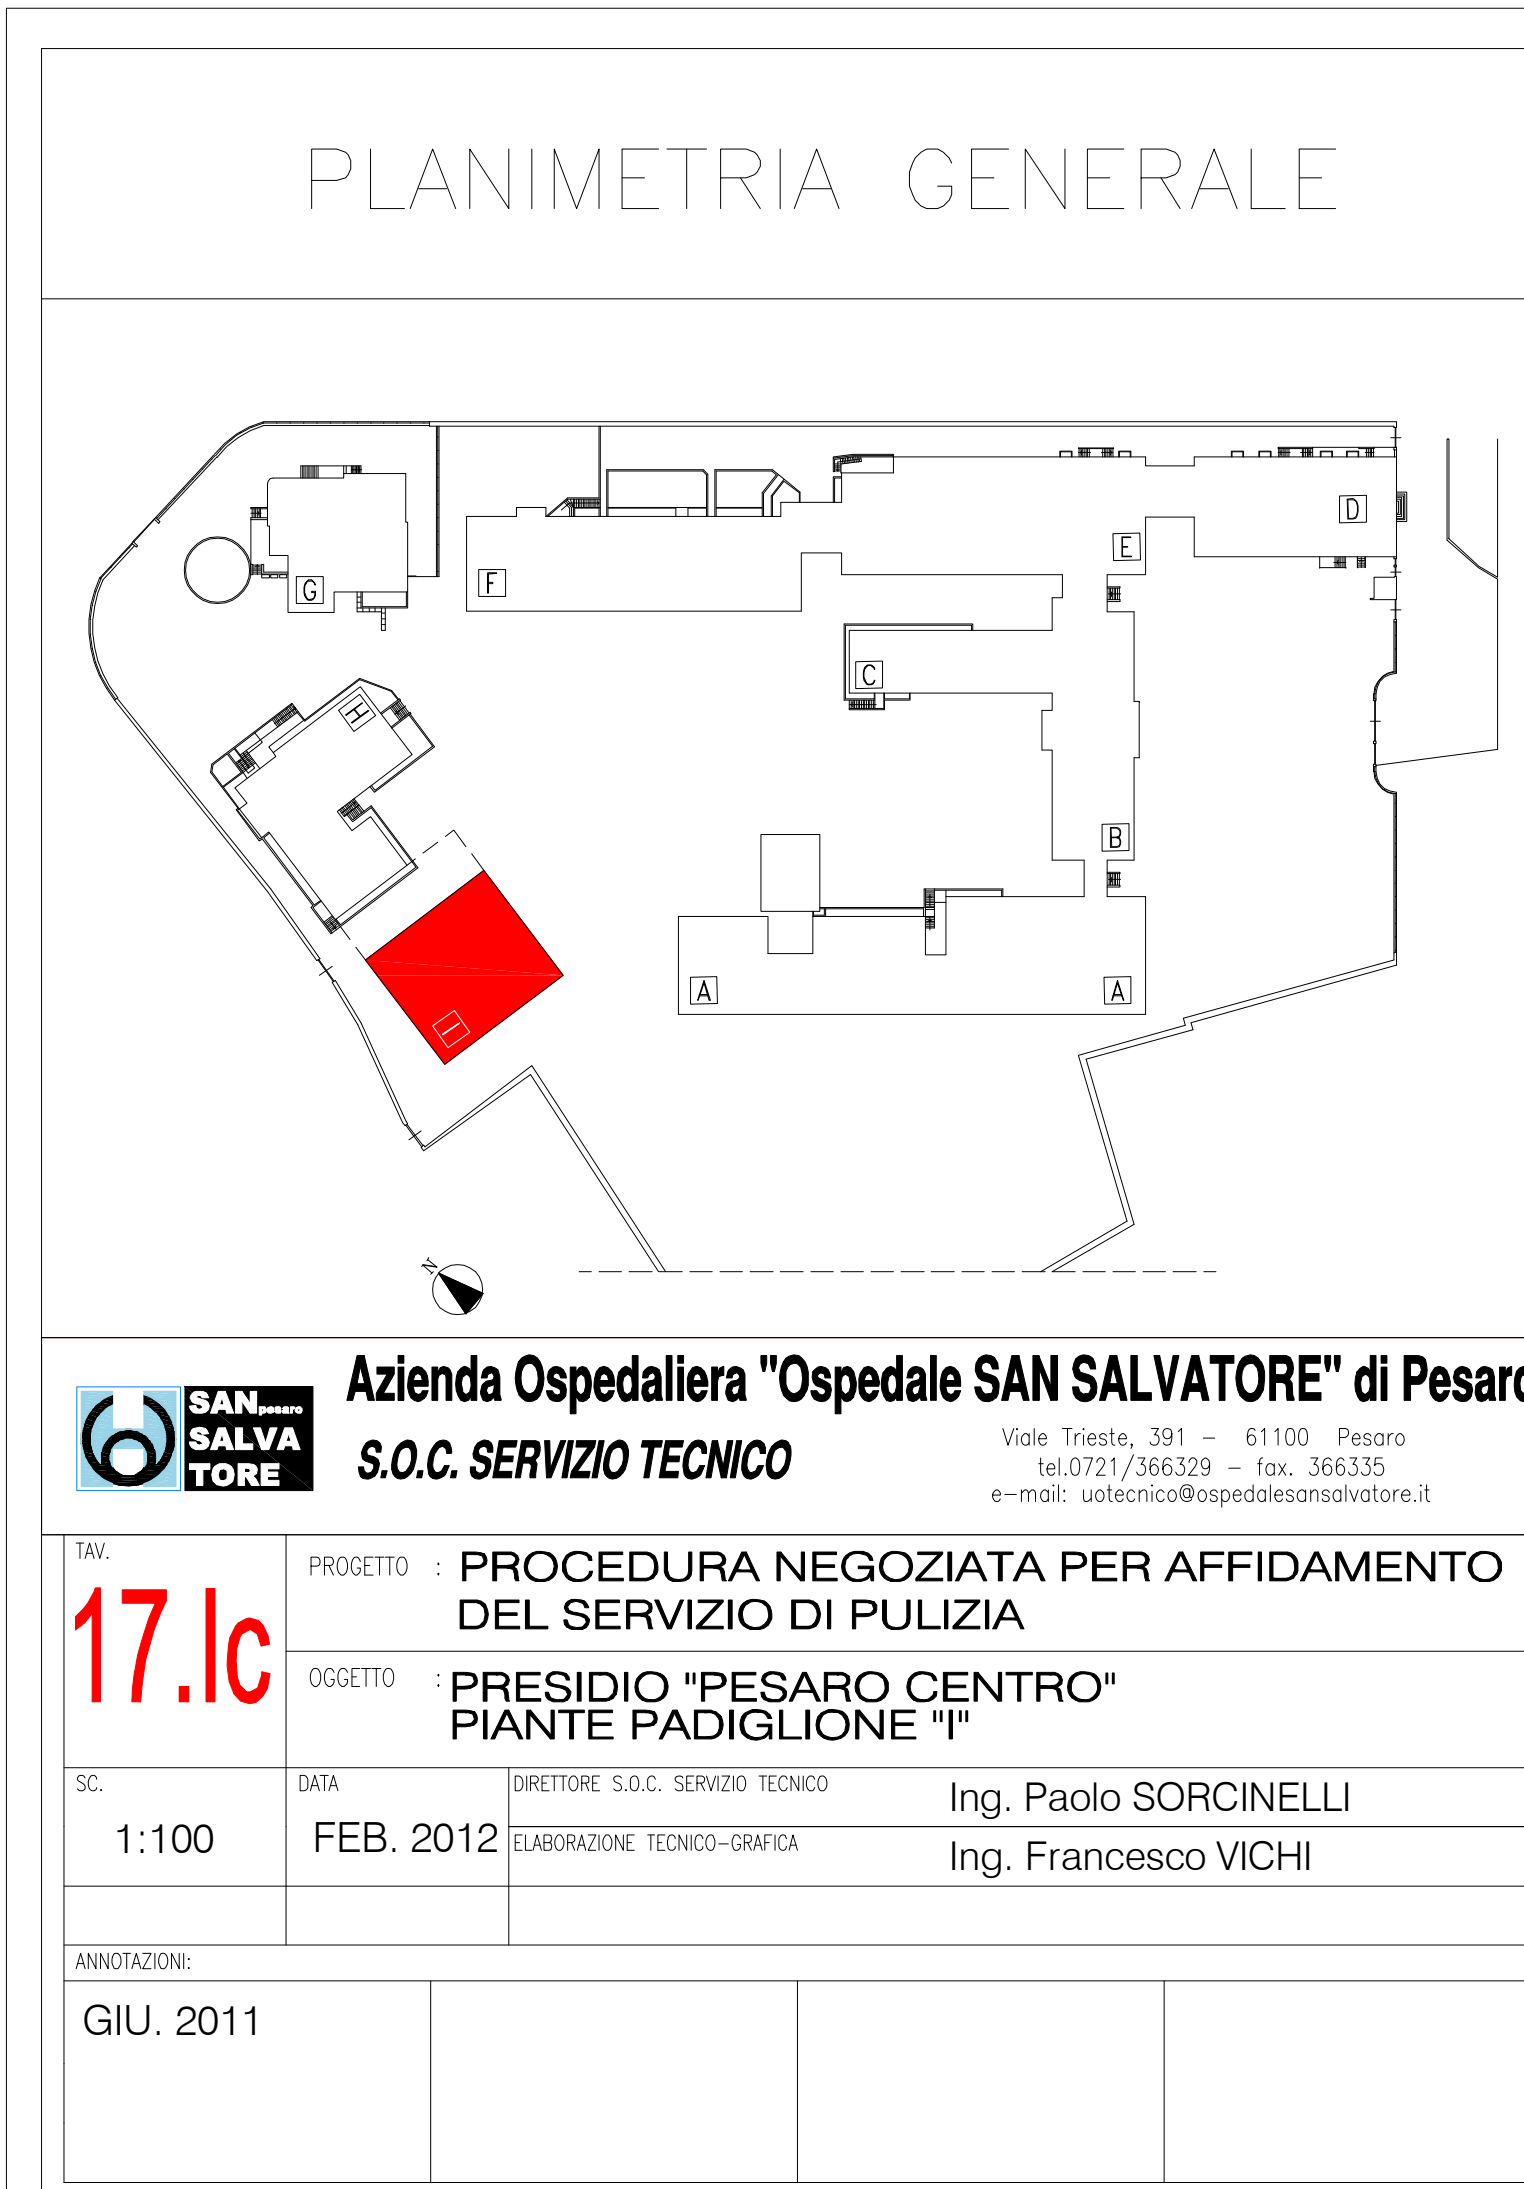 PLANIMETRIA GENERALE
D
E
F
G
C
H
B
A
A
I
N
SAN pesaro
SALVA
TORE
Azienda Ospedaliera "Ospedale SAN SALVATORE" di Pesaro
S.O.C. SERVIZIO TECNICO
Viale Trieste, 391 – 61100 Pesaro
tel.0721/366329 – fax. 366335
e–mail: uotecnico@ospedalesansalvatore.it
TAV.
17.Ic
PROGETTO : PROCEDURA NEGOZIATA PER AFFIDAMENTO
DEL SERVIZIO DI PULIZIA
OGGETTO : PRESIDIO "PESARO CENTRO"
PIANTE PADIGLIONE "I"
SC.
1:100
DATA
FEB. 2012
DIRETTORE S.O.C. SERVIZIO TECNICO Ing. Paolo SORCINELLI
ELABORAZIONE TECNICO–GRAFICA Ing. Francesco VICHI
ANNOTAZIONI:
GIU. 2011